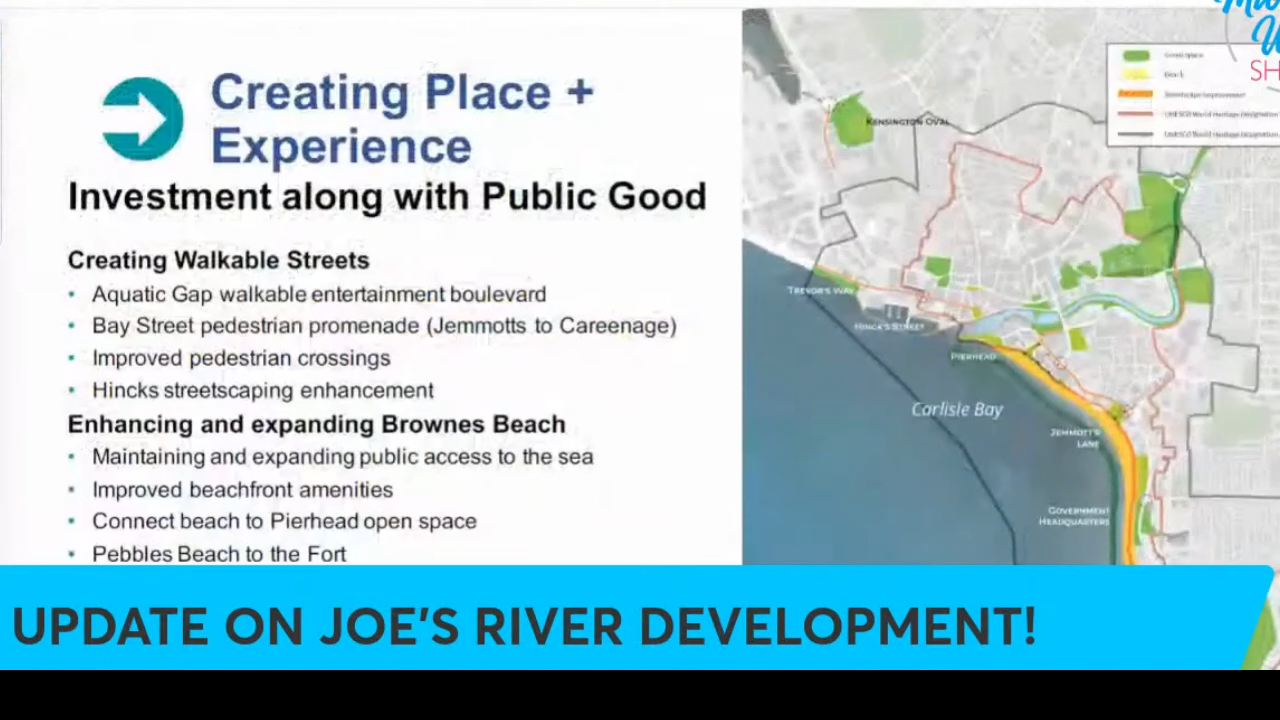 Creating Place +
Experience
Investment along with Public Good
Creating Walkable Streets
• Aquatic Gap walkable entertainment boulevard
• Bay Street pedestrian promenade (Jemmotts to Careenage)
• Improved pedestrian crossings
• Hincks streetscaping enhancement
Enhancing and expanding Brownes Beach
• Maintaining and expanding public access to the sea
• Improved beachfront amenities
• Connect beach to Pierhead open space
• Pebbles Beach to the Fort
KENSINGTON OVAL
TREVOR'S WAY
HINCK'S STREET
PIERHEAD
Carlisle Bay
JEMMOTT'S
LANE
GOVERNMENT
HEADQUARTERS
UPDATE ON JOE'S RIVER DEVELOPMENT!